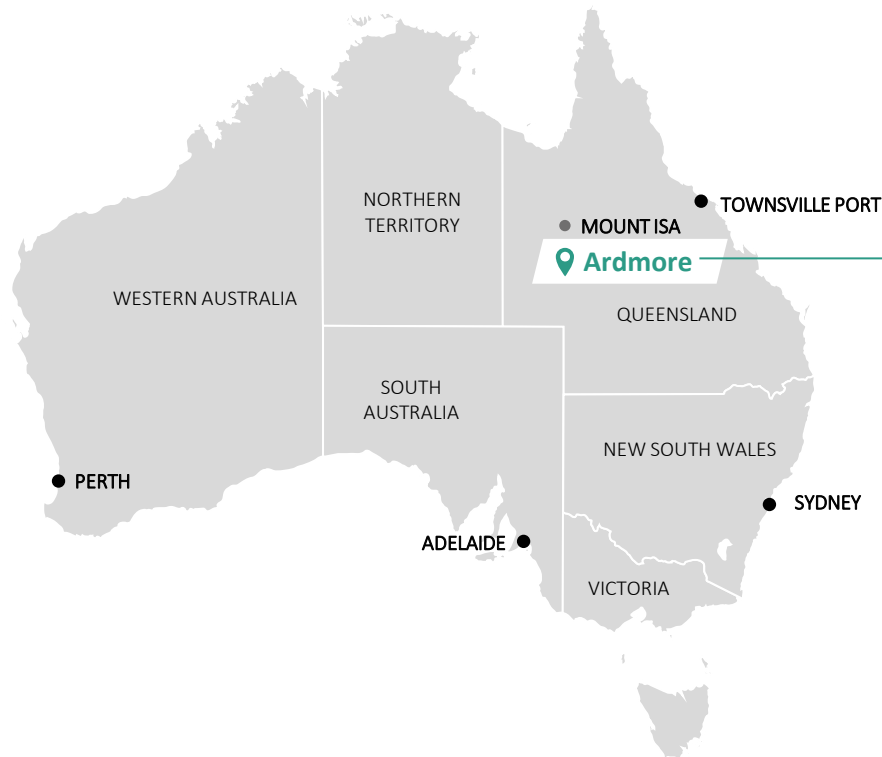 NORTHERN
TERRITORY
TOWNSVILLE PORT
MOUNT ISA
Ardmore
WESTERN AUSTRALIA
QUEENSLAND
SOUTH
AUSTRALIA
NEW SOUTH WALES
PERTH
SYDNEY
ADELAIDE
VICTORIA